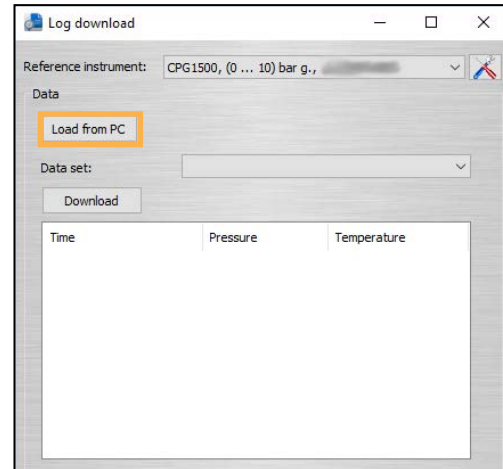 Log download
Reference instrument: CPG1500, (0 ... 10) bar g.,
Data
Load from PC
Data set:
Download
Time Pressure Temperature